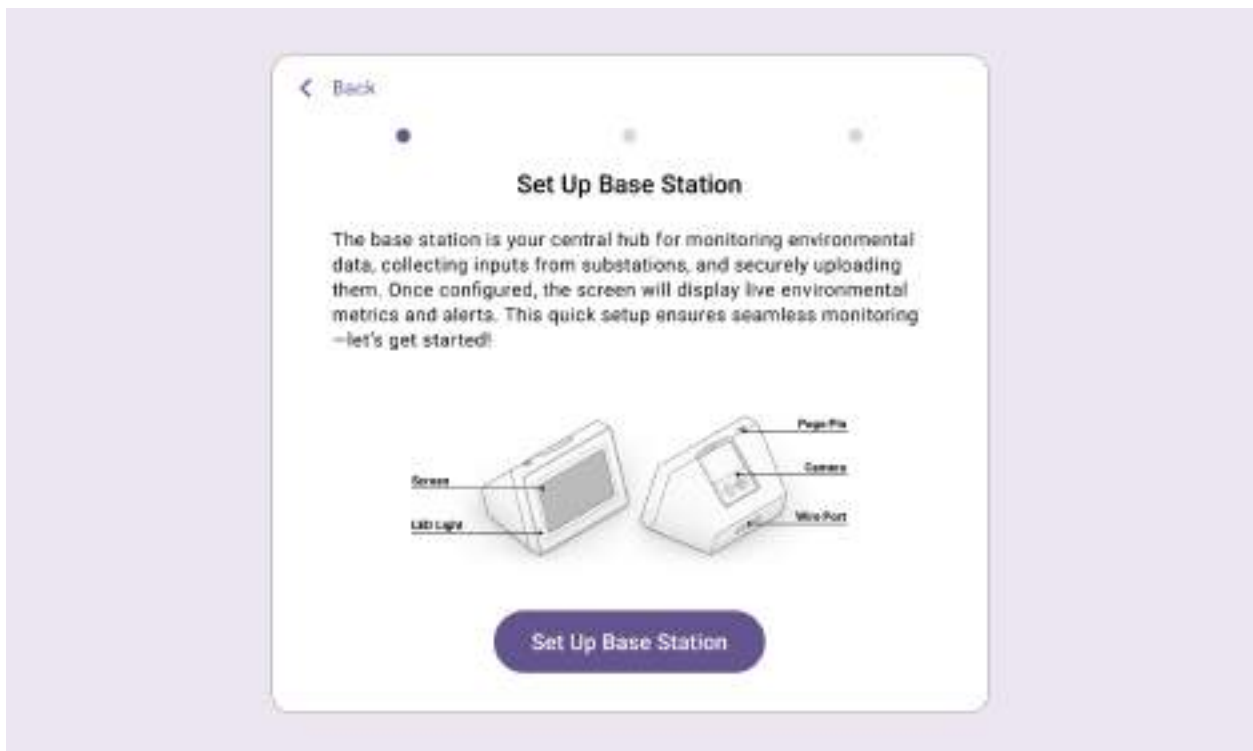 Back
Set Up Base Station
The base station is your central hub for monitoring environmental
data, collecting inputs from substations, and securely uploading
them. Once configured, the screen will display live environmental
metrics and alerts. This quick setup ensures seamless monitoring
—let's get started!
Pogo Pin
Camera
Screen
Wire Port
LED Light
Set Up Base Station